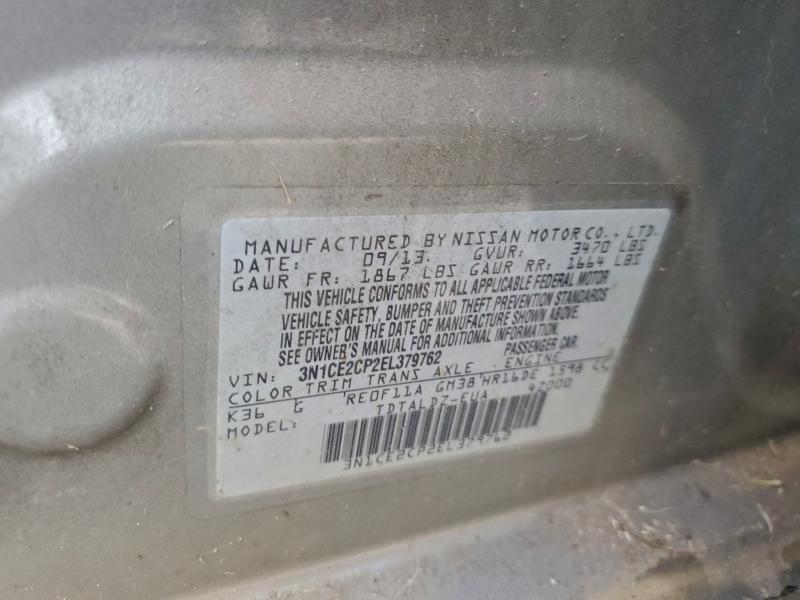 MANUFACTURED BY NISSAN MOTOR CO., LTD.
DATE: 09/13. GVWR: 3470 LBS
GAWR FR: 1867 LBS GAWR RR: 1664 LBS
THIS VEHICLE CONFORMS TO ALL APPLICABLE FEDERAL MOTOR
VEHICLE SAFETY, BUMPER AND THEFT PREVENTION STANDARDS
IN EFFECT ON THE DATE OF MANUFACTURE SHOWN ABOVE.
SEE OWNER'S MANUAL FOR ADDITIONAL INFORMATION.
VIN: 3N1CE2CP2EL379762 PASSENGER CAR.
COLOR TRIM TRANS AXLE ENGINE
K36 G RE0F11A GM38 HR16DE 1598 CC
MODEL: TDTALDZ-EUA 47000
3N1CE2CP2EL379762